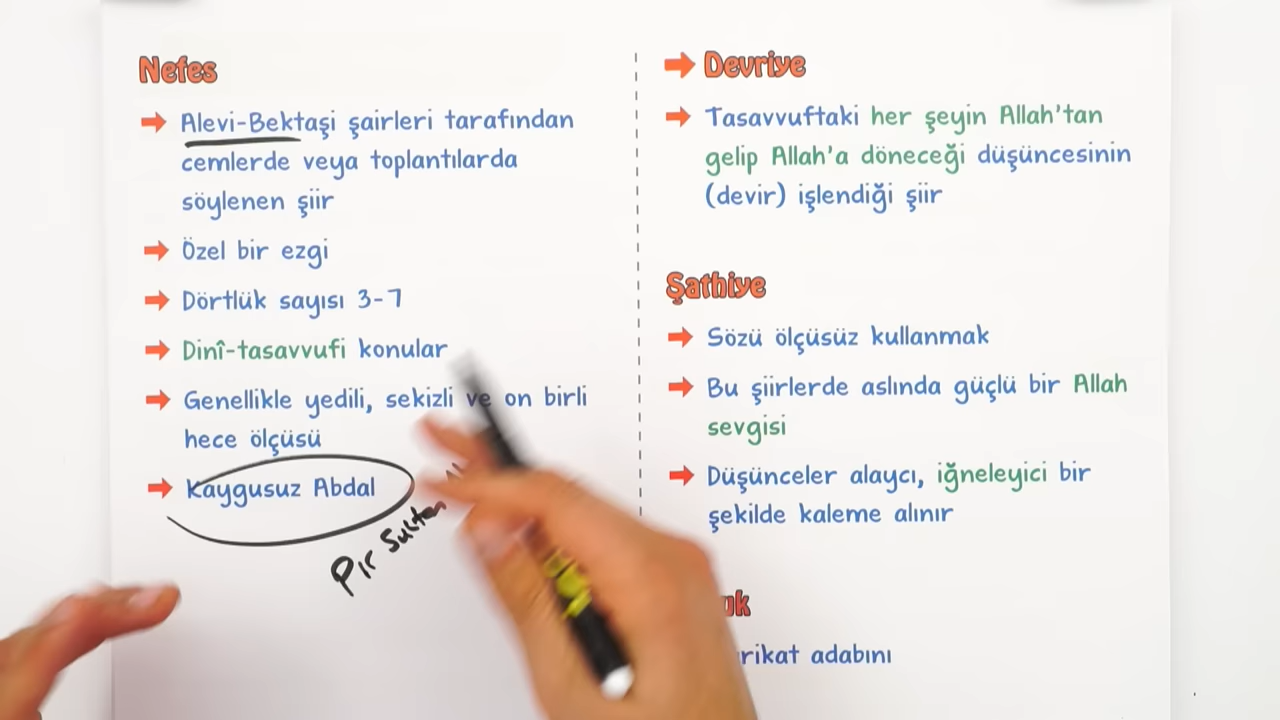 Nefes
Alevi-Bektaşi şairleri tarafından
cemlerde veya toplantılarda
söylenen şiir
Özel bir ezgi
Dörtlük sayısı 3-7
Dinî-tasavvufi konular
Genellikle yedili, sekizli ve on birli
hece ölçüsü
Kaygusuz Abdal
Pir Sultan
Devriye
Tasavvuftaki her şeyin Allah'tan
gelip Allah'a döneceği düşüncesinin
(devir) işlendiği şiir
Şathiye
Sözü ölçüsüz kullanmak
Bu şiirlerde aslında güçlü bir Allah
sevgisi
Düşünceler alaycı, iğneleyici bir
şekilde kaleme alınır
adabını